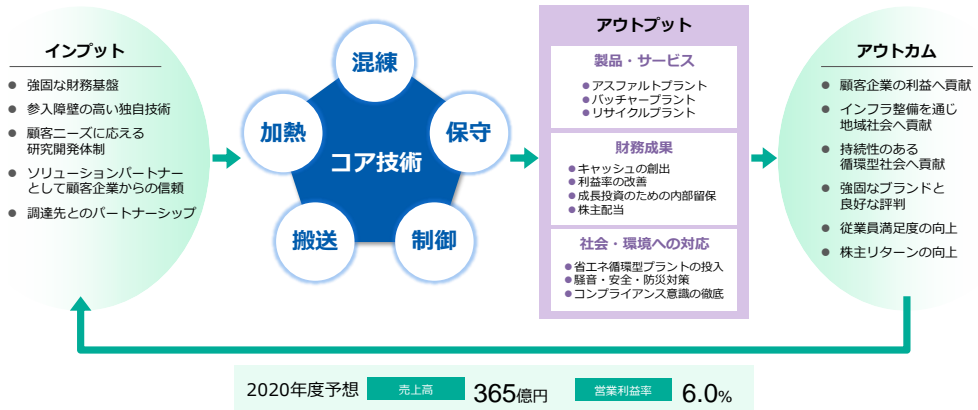 インプット
● 強固な財務基盤
● 参入障壁の高い独自技術
● 顧客ニーズに応える
研究開発体制
● ソリューションパートナー
として顧客企業からの信頼
● 調達先とのパートナーシップ
混練
加熱
保守
コア技術
搬送
制御
アウトプット
製品・サービス
●アスファルトプラント
●バッチャープラント
●リサイクルプラント
財務成果
●キャッシュの創出
●利益率の改善
●成長投資のための内部留保
●株主配当
社会・環境への対応
●省エネ循環型プラントの投入
●騒音・安全・防災対策
●コンプライアンス意識の徹底
アウトカム
● 顧客企業の利益へ貢献
● インフラ整備を通じ
地域社会へ貢献
● 持続性のある
循環型社会へ貢献
● 強固なブランドと
良好な評判
● 従業員満足度の向上
● 株主リターンの向上
2020年度予想 売上高 365億円 営業利益率 6.0%